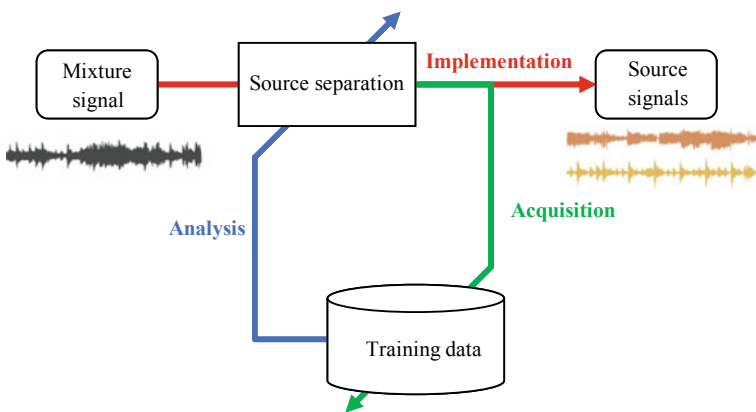 Mixture
signal
Source separation
Implementation
Source
signals
Analysis
Acquisition
Training data